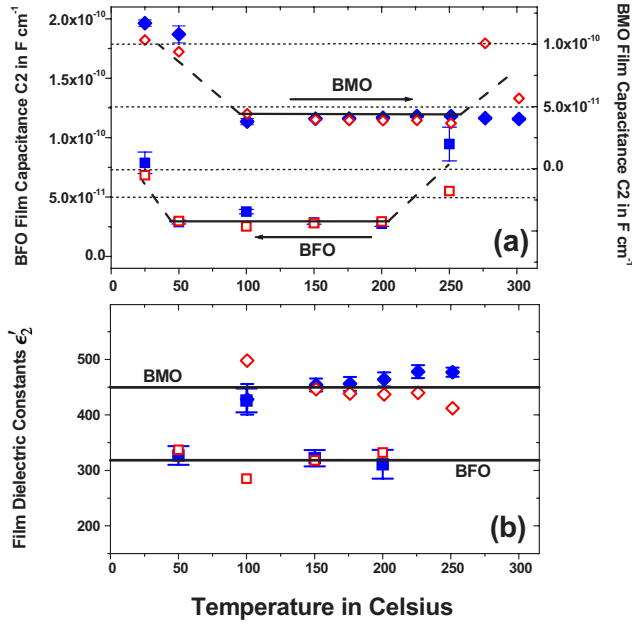 BFO Film Capacitance C2 in F cm⁻¹
2.0x10⁻¹⁰
1.5x10⁻¹⁰
1.0x10⁻¹⁰
5.0x10⁻¹¹
0.0
BMO
BFO
(a)
1.0x10⁻¹⁰
5.0x10⁻¹¹
0.0
BMO Film Capacitance C2 in F cm⁻¹
0 50 100 150 200 250 300
Film Dielectric Constants ε′₂
500
400
300
200
BMO
BFO
(b)
0 50 100 150 200 250 300
Temperature in Celsius